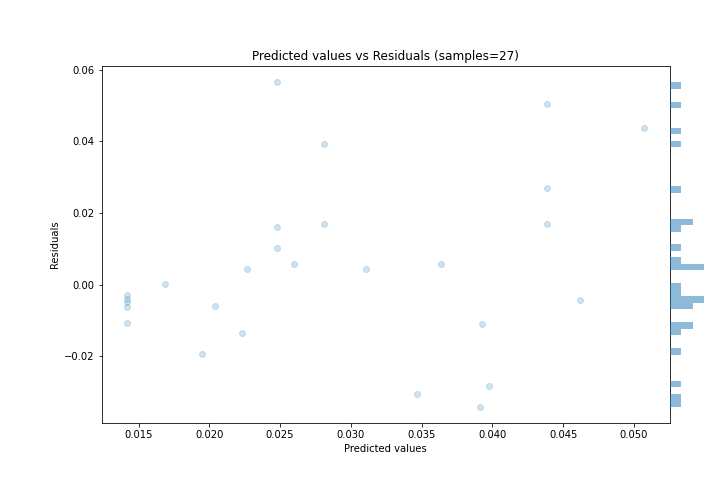 Predicted values vs Residuals (samples=27)
0.06
0.04
0.02
0.00
−0.02
Residuals
0.015 0.020 0.025 0.030 0.035 0.040 0.045 0.050
Predicted values